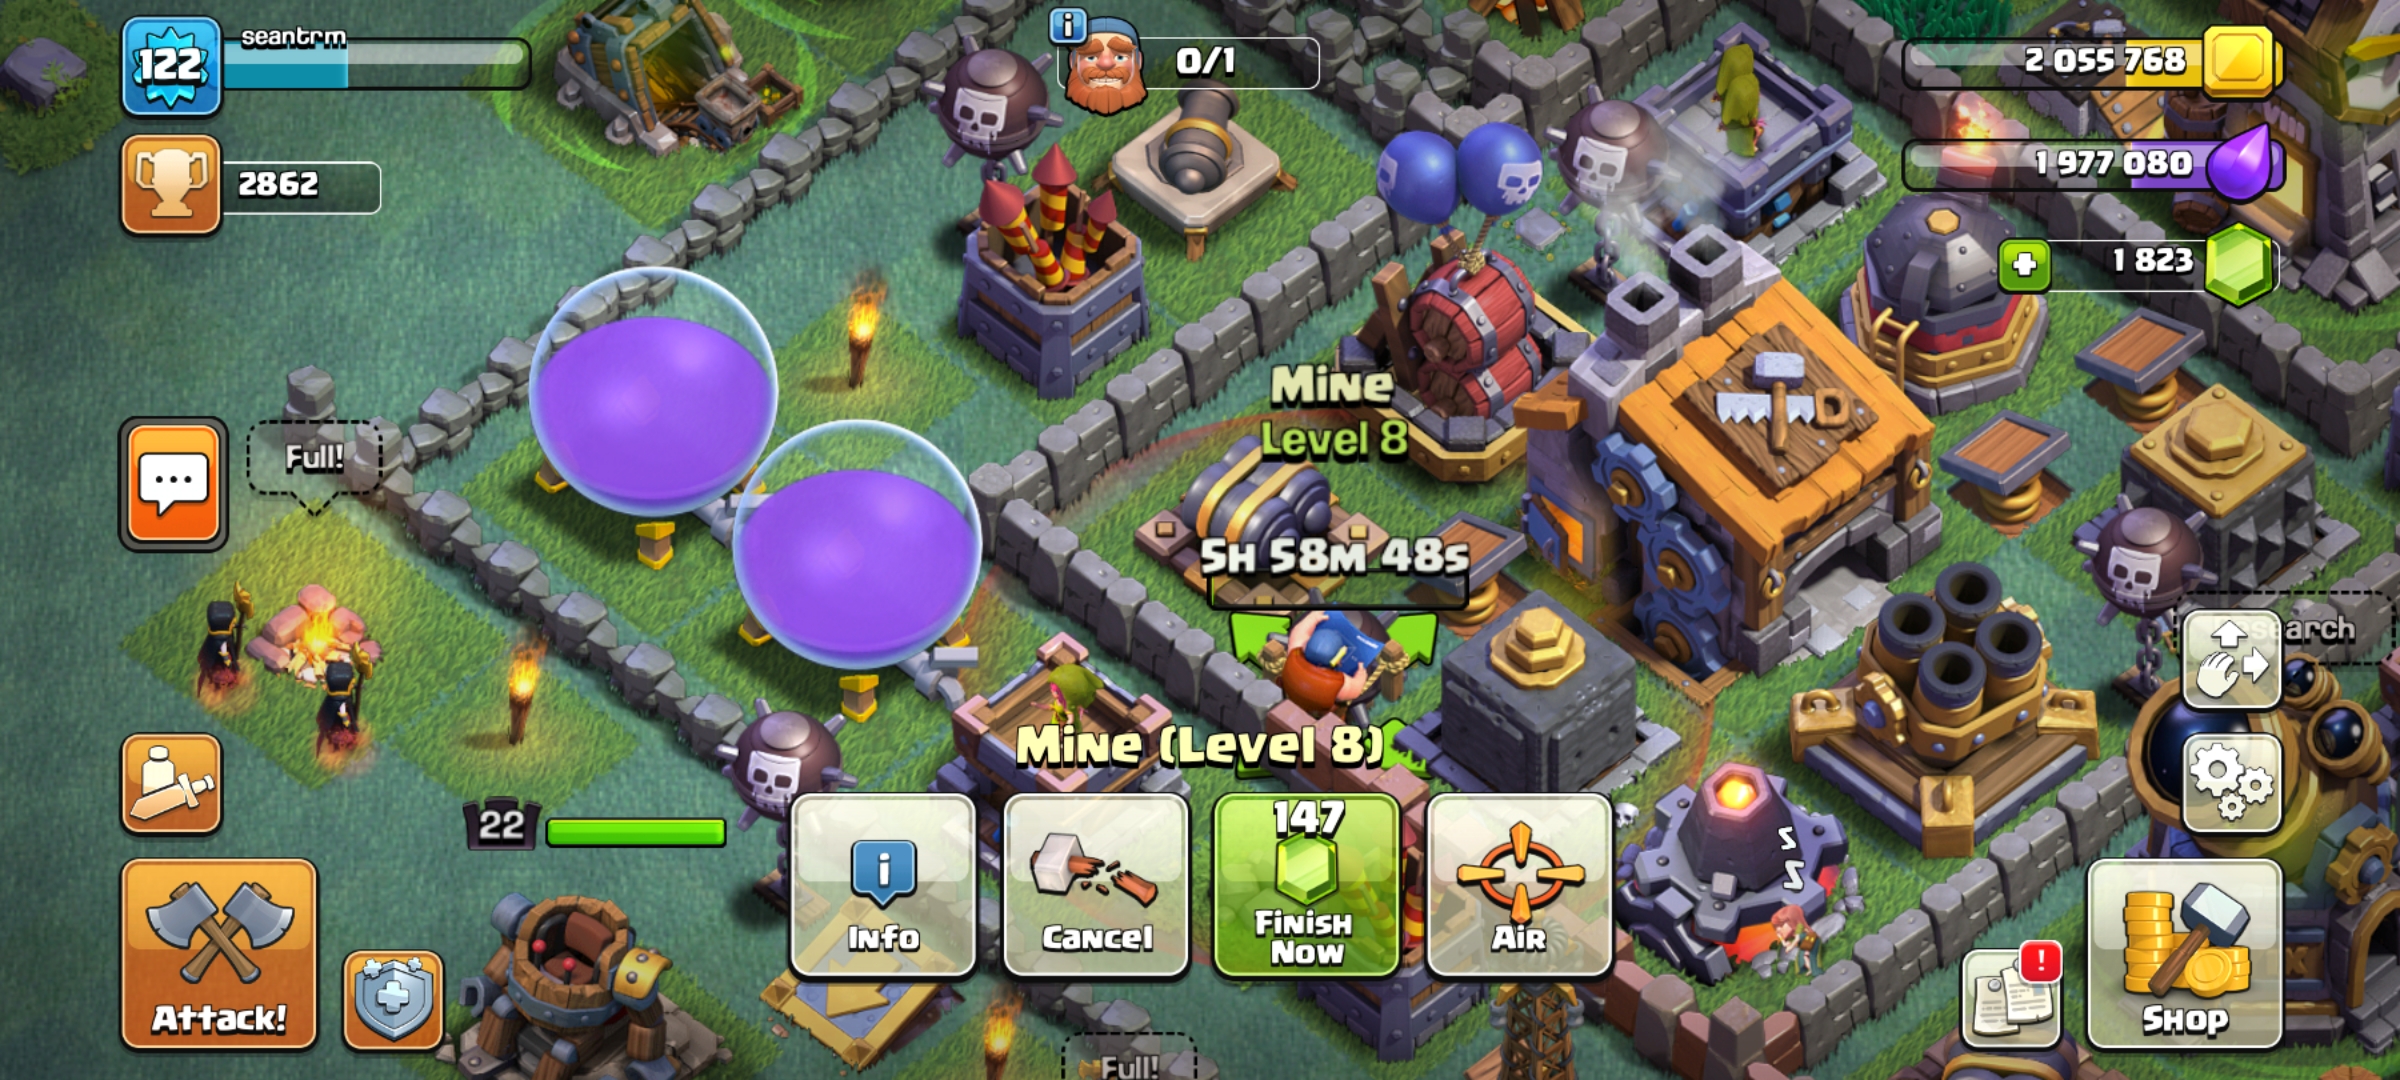 122
seantrm
0/1
2 055 768
1 977 080
2862
1 823
Full!
Mine
Level 8
5h 58m 48s
Mine (Level 8)
22
147
Info
Cancel
Finish
Now
Air
Attack!
Shop
!
Full!